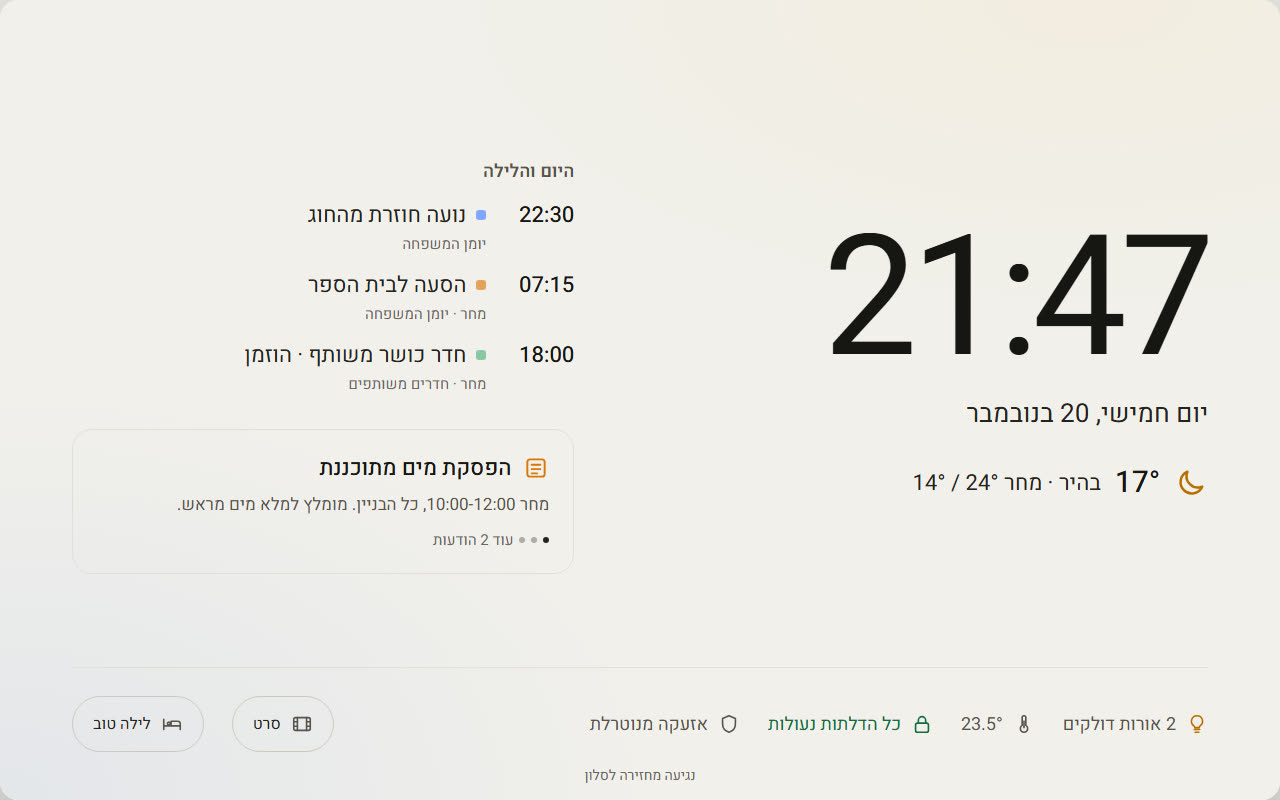 21:47
יום חמישי, 20 בנובמבר
17° בהיר · מחר 24° / 14°
היום והלילה
22:30 נועה חוזרת מהחוג
יומן המשפחה
07:15 הסעה לבית הספר
מחר · יומן המשפחה
18:00 חדר כושר משותף · הוזמן
מחר · חדרים משותפים
הפסקת מים מתוכננת
מחר 10:00-12:00, כל הבניין. מומלץ למלא מים מראש.
עוד 2 הודעות
2 אורות דולקים
23.5°
כל הדלתות נעולות
אזעקה מנוטרלת
סרט
לילה טוב
נגיעה מחזירה לסלון